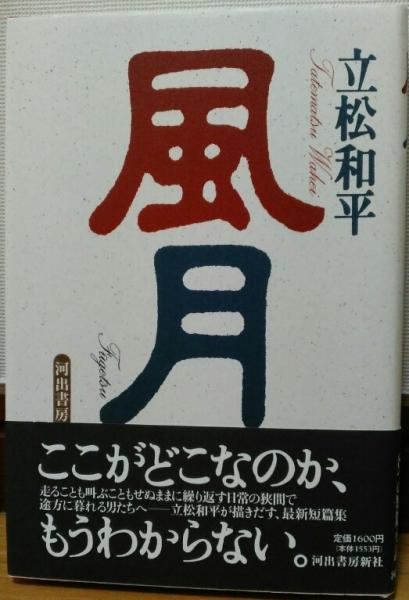 立松和平
Tatematsu Wahei
風月
Fūgetsu
河出書房
ここがどこなのか、
走ることも叫ぶこともせぬままに繰り返す日常の狭間で
途方に暮れる男たちへ──立松和平が描きだす、最新短篇集
もうわからない。
定価1600円
(本体1553円)
河出書房新社